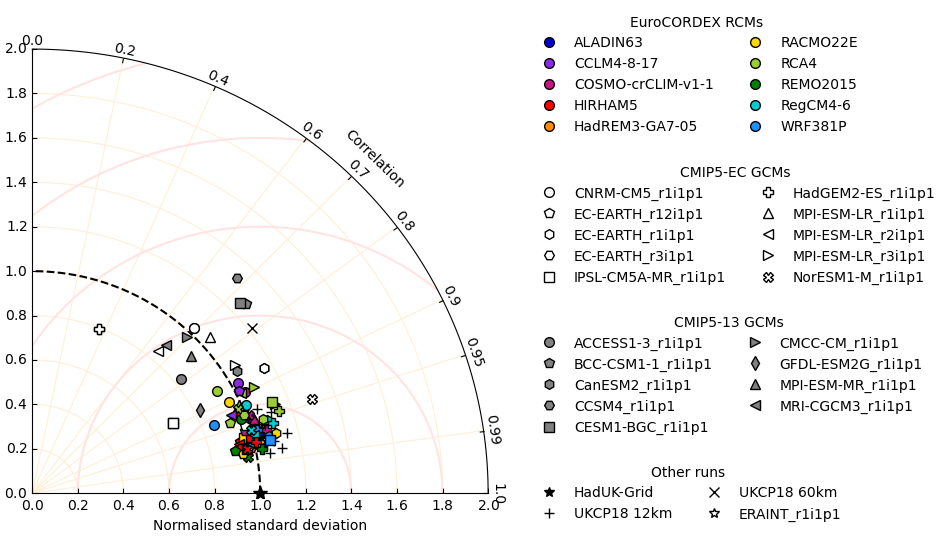 EuroCORDEX RCMs
ALADIN63
RACMO22E
CCLM4-8-17
RCA4
COSMO-crCLIM-v1-1
REMO2015
HIRHAM5
RegCM4-6
HadREM3-GA7-05
WRF381P
CMIP5-EC GCMs
CNRM-CM5_r1i1p1
HadGEM2-ES_r1i1p1
EC-EARTH_r12i1p1
MPI-ESM-LR_r1i1p1
EC-EARTH_r1i1p1
MPI-ESM-LR_r2i1p1
EC-EARTH_r3i1p1
MPI-ESM-LR_r3i1p1
IPSL-CM5A-MR_r1i1p1
NorESM1-M_r1i1p1
CMIP5-13 GCMs
ACCESS1-3_r1i1p1
CMCC-CM_r1i1p1
BCC-CSM1-1_r1i1p1
GFDL-ESM2G_r1i1p1
CanESM2_r1i1p1
MPI-ESM-MR_r1i1p1
CCSM4_r1i1p1
MRI-CGCM3_r1i1p1
CESM1-BGC_r1i1p1
Other runs
HadUK-Grid
UKCP18 60km
UKCP18 12km
ERAINT_r1i1p1
2.0
1.8
1.6
1.4
1.2
1.0
0.8
0.6
0.4
0.2
0.0
0.0
0.2
0.4
0.6
0.7
0.8
0.9
0.95
0.99
1.0
Correlation
0.0
0.2
0.4
0.6
0.8
1.0
1.2
1.4
1.6
1.8
2.0
Normalised standard deviation